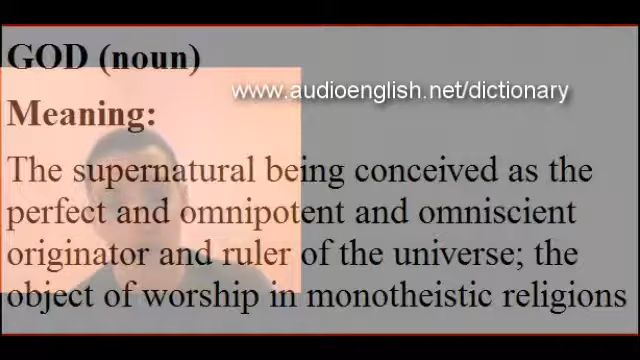 GOD (noun)
www.audioenglish.net/dictionary
Meaning:
The supernatural being conceived as the
perfect and omnipotent and omniscient
originator and ruler of the universe; the
object of worship in monotheistic religions